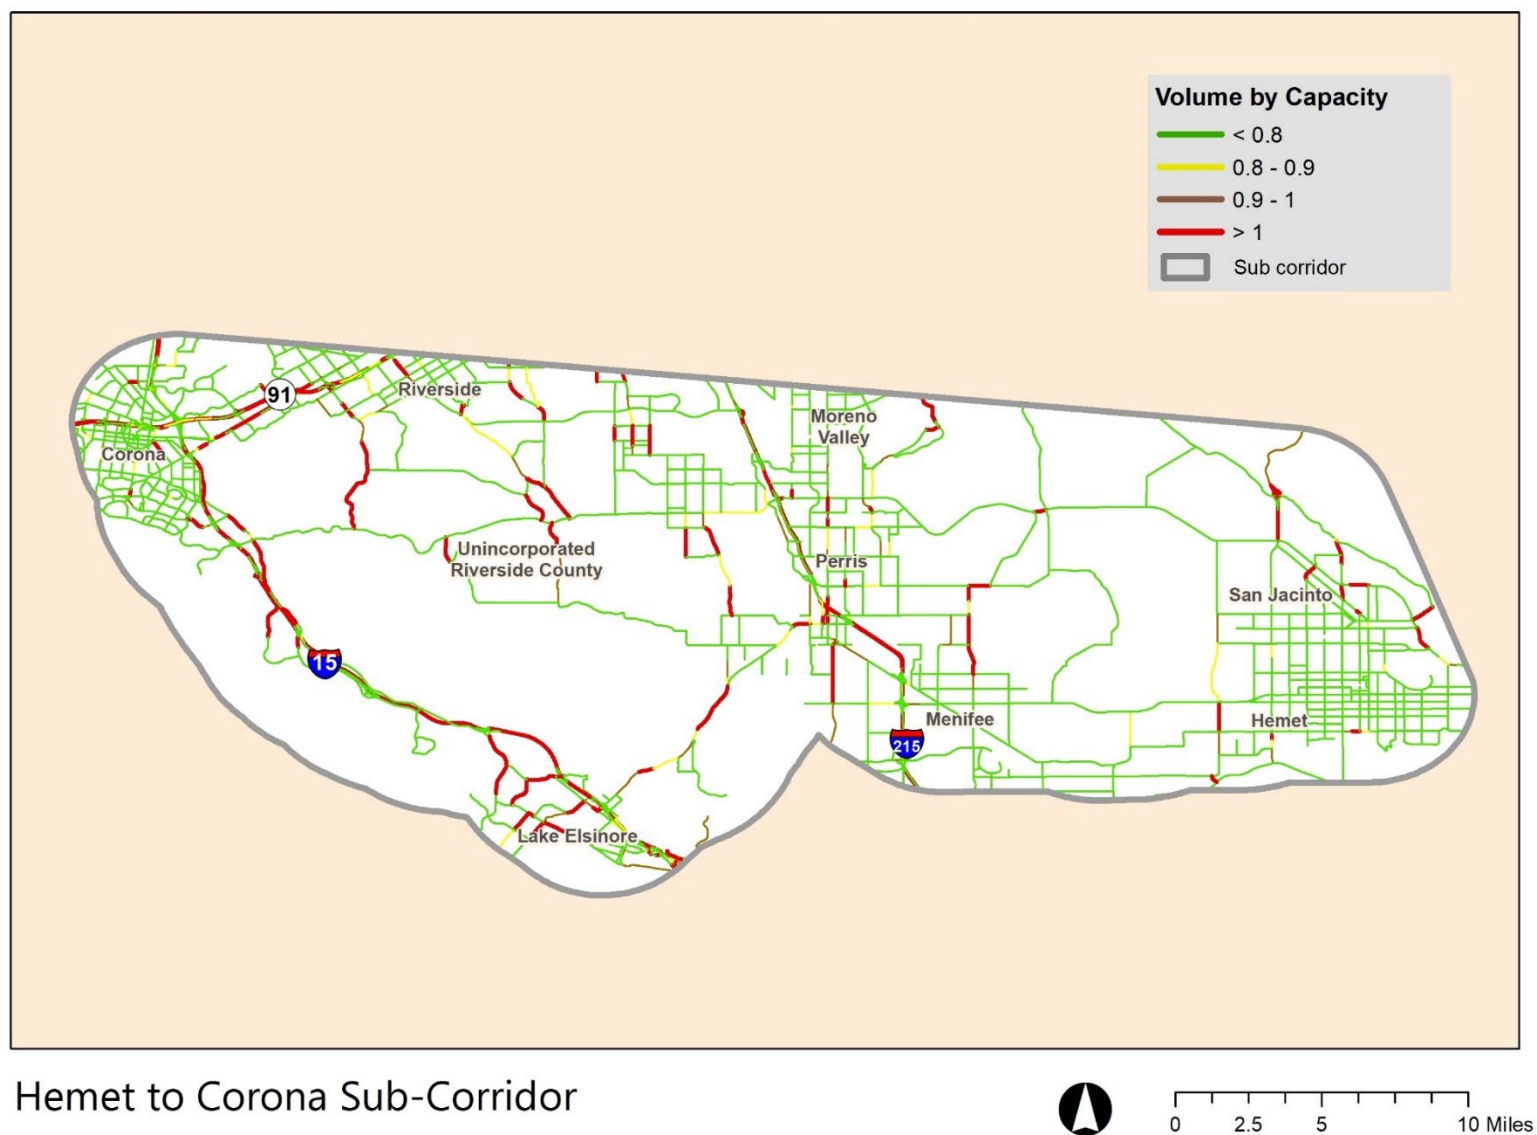 Volume by Capacity
< 0.8
0.8 - 0.9
0.9 - 1
> 1
Sub corridor
91
Riverside
Moreno
Valley
Corona
Unincorporated
Riverside County
Perris
San Jacinto
15
Menifee
Hemet
215
Lake Elsinore
Hemet to Corona Sub-Corridor
0 2.5 5 10 Miles